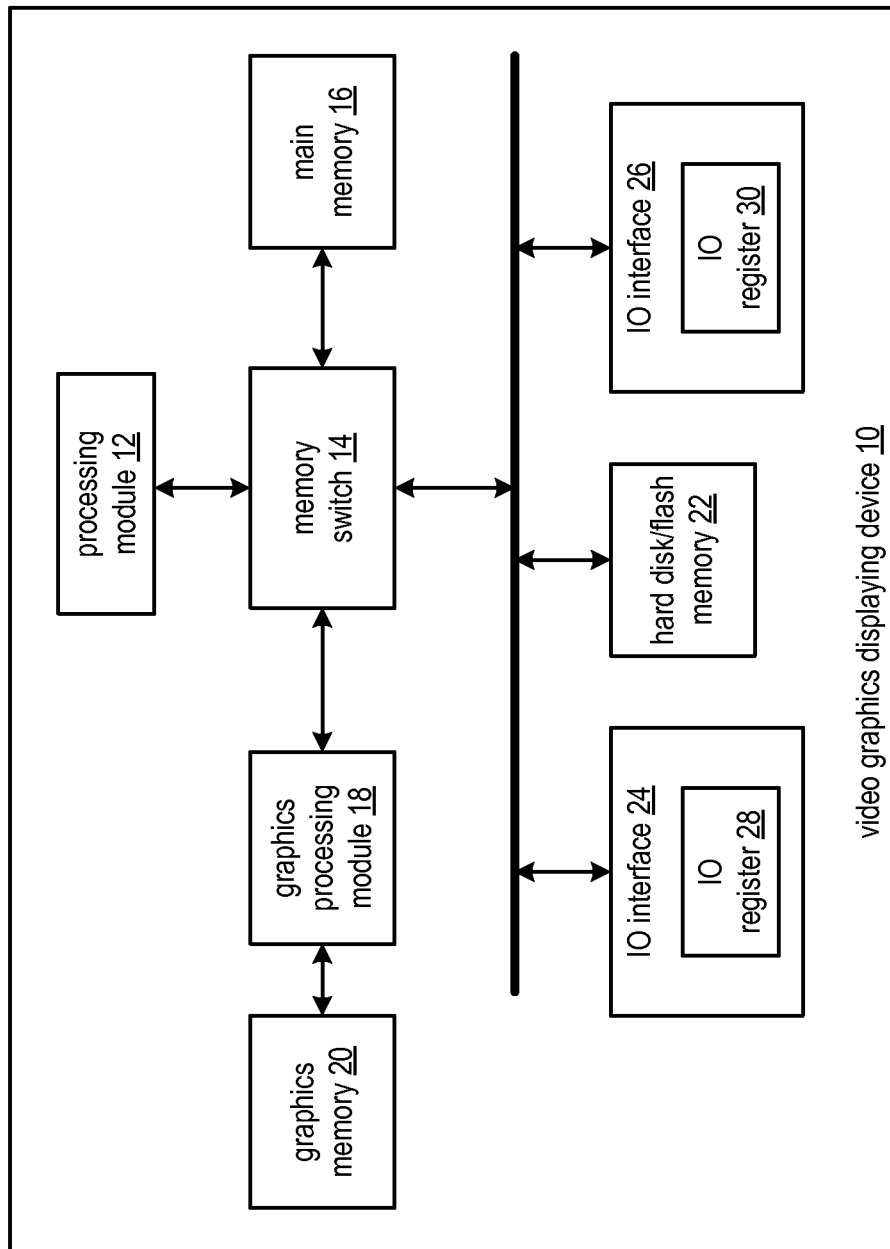 processing
module 12
graphics
memory 20
graphics
processing
module 18
memory
switch 14
main
memory 16
IO interface 24
IO
register 28
hard disk/flash
memory 22
IO interface 26
IO
register 30
video graphics displaying device 10